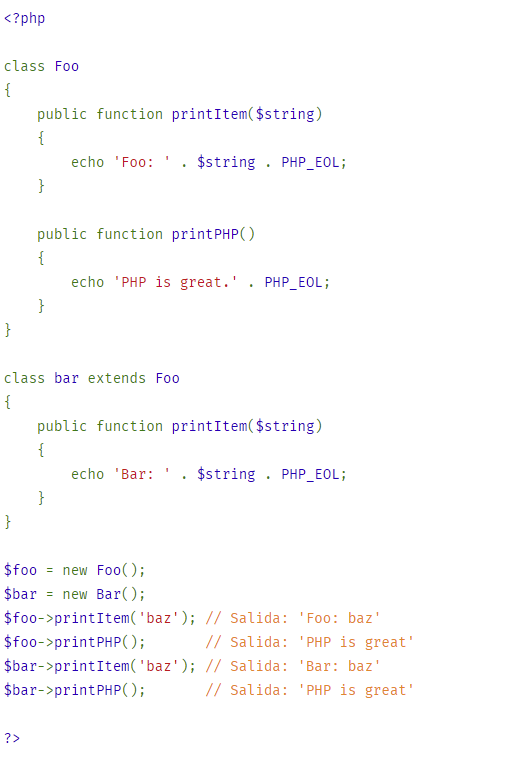 <?php
class Foo
{
    public function printItem($string)
    {
        echo 'Foo: ' . $string . PHP_EOL;
    }
    public function printPHP()
    {
        echo 'PHP is great.' . PHP_EOL;
    }
}
class bar extends Foo
{
    public function printItem($string)
    {
        echo 'Bar: ' . $string . PHP_EOL;
    }
}
$foo = new Foo();
$bar = new Bar();
$foo->printItem('baz'); // Salida: 'Foo: baz'
$foo->printPHP();       // Salida: 'PHP is great'
$bar->printItem('baz'); // Salida: 'Bar: baz'
$bar->printPHP();       // Salida: 'PHP is great'
?>